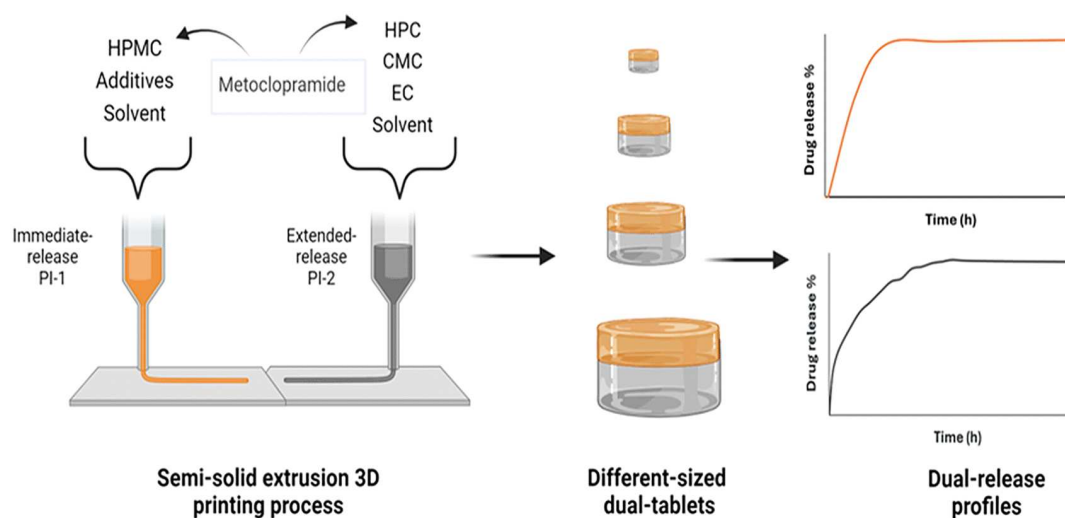 HPMC
Additives
Solvent
Metoclopramide
HPC
CMC
EC
Solvent
Immediate-
release
PI-1
Extended-
release
PI-2
Semi-solid extrusion 3D
printing process
Different-sized
dual-tablets
Drug release %
Time (h)
Drug release %
Time (h)
Dual-release
profiles